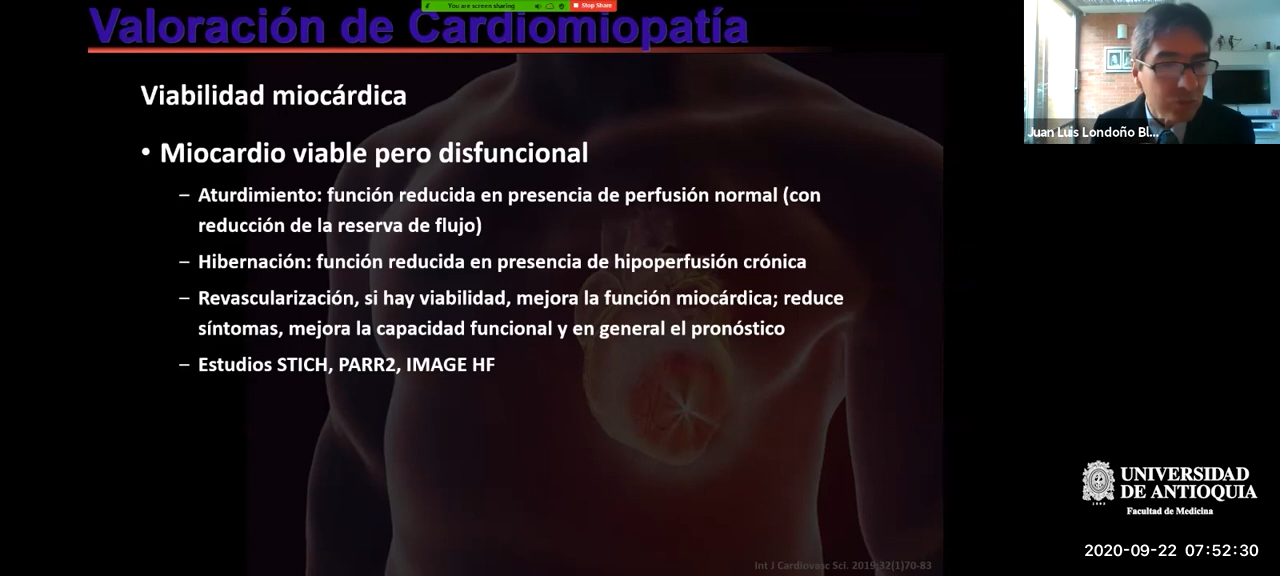 Valoración de Cardiomiopatía
You are screen sharing
Stop Share
Viabilidad miocárdica
• Miocardio viable pero disfuncional
– Aturdimiento: función reducida en presencia de perfusión normal (con
reducción de la reserva de flujo)
– Hibernación: función reducida en presencia de hipoperfusión crónica
– Revascularización, si hay viabilidad, mejora la función miocárdica; reduce
síntomas, mejora la capacidad funcional y en general el pronóstico
– Estudios STICH, PARR2, IMAGE HF
Int J Cardiovasc Sci. 2019;32(1)70-83
Juan Luis Londoño Bl...
UNIVERSIDAD
DE ANTIOQUIA
1803
Facultad de Medicina
2020-09-22 07:52:30